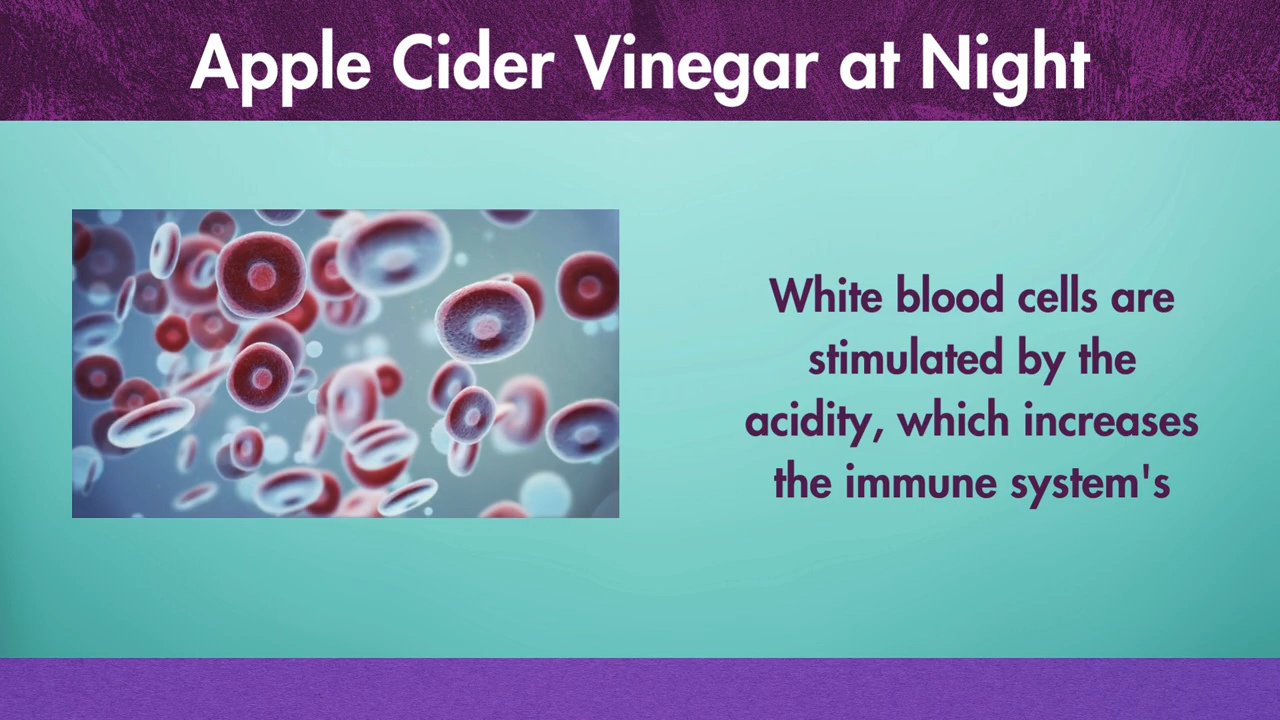 Apple Cider Vinegar at Night
White blood cells are
stimulated by the
acidity, which increases
the immune system's